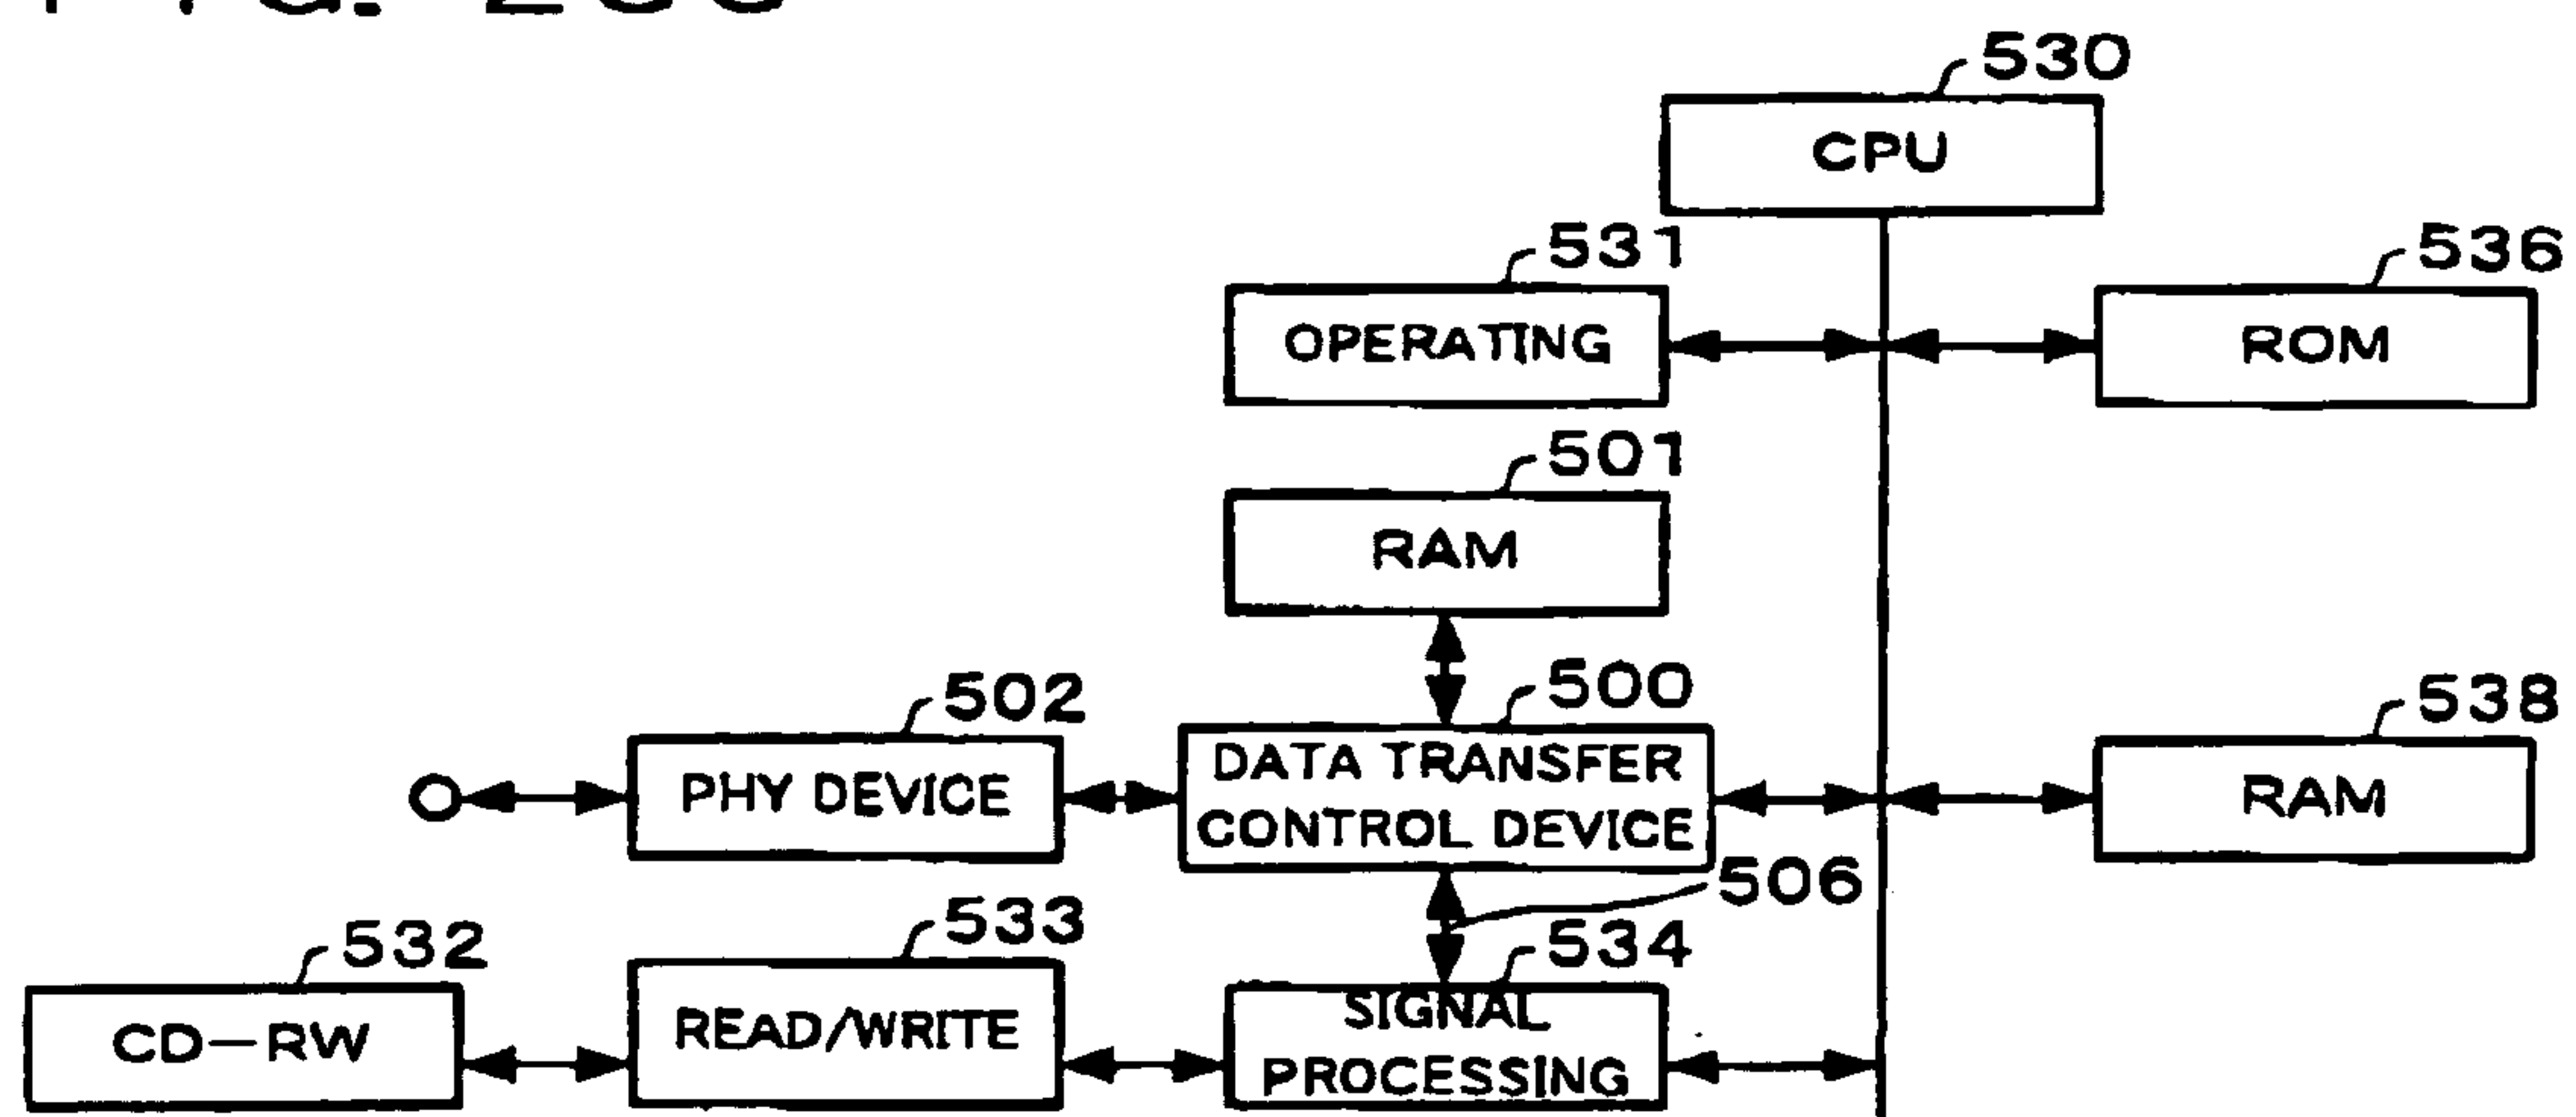 530
CPU
531
536
OPERATING
ROM
501
RAM
502
500
538
PHY DEVICE
DATA TRANSFER
CONTROL DEVICE
RAM
506
532
533
534
CD-RW
READ/WRITE
SIGNAL
PROCESSING